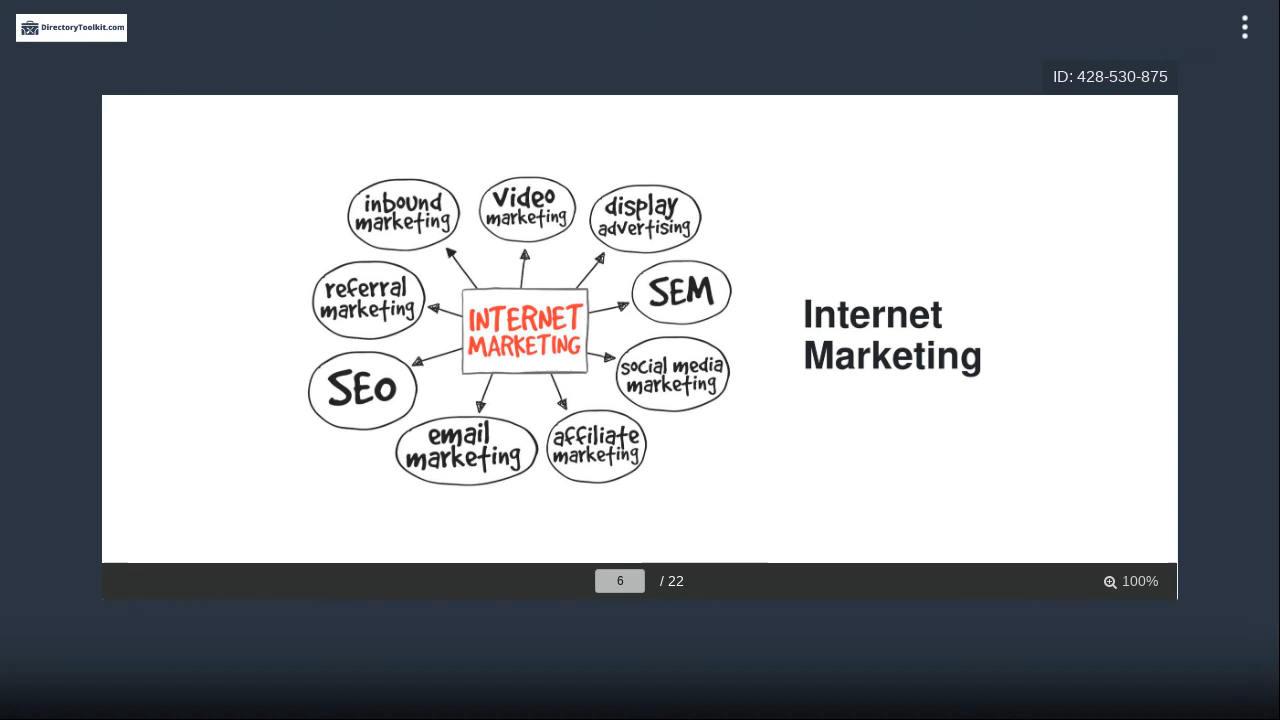 DirectoryToolkit.com
ID: 428-530-875
inbound
marketing
video
marketing
display
advertising
referral
marketing
SEM
INTERNET
MARKETING
Internet
Marketing
SEO
social media
marketing
email
marketing
affiliate
marketing
6 / 22
100%